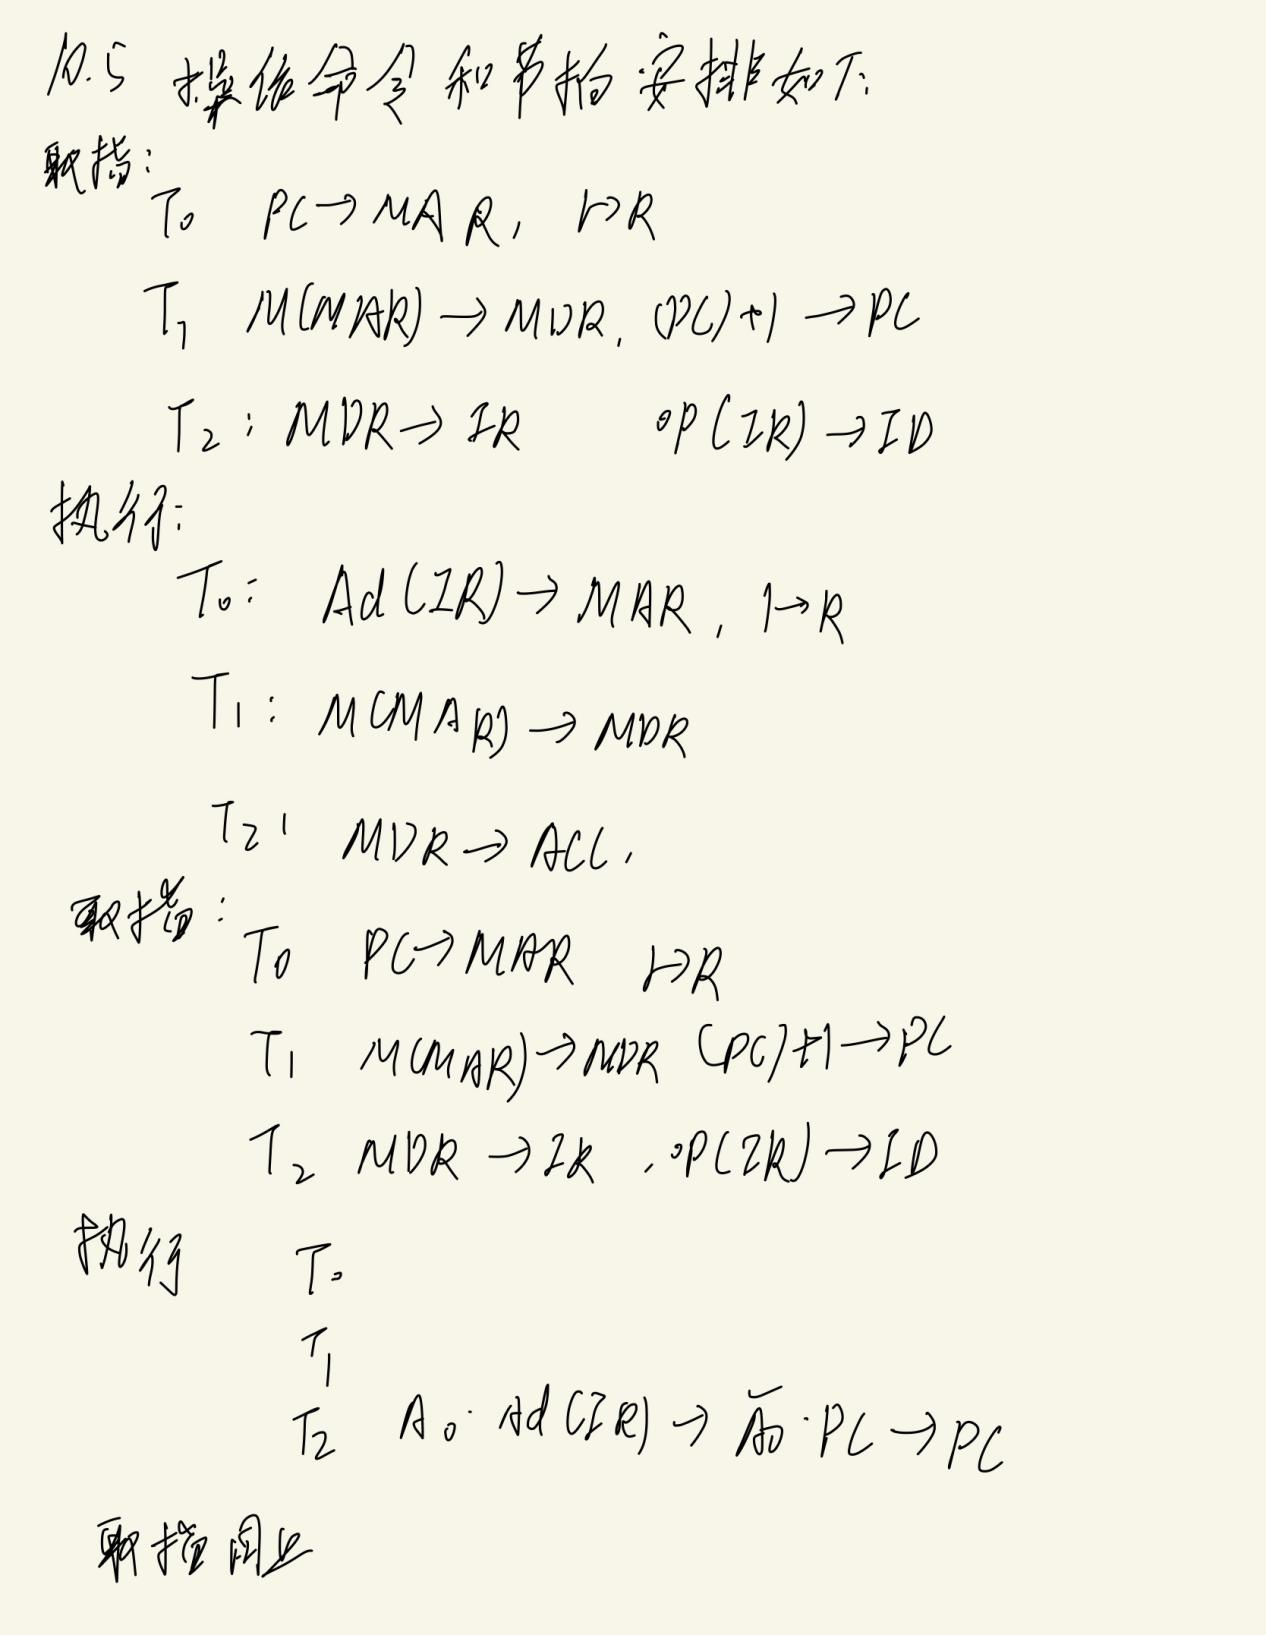 10.5 操作命令和节拍安排如下:
取指:
T₀ PC→MAR, 1→R
T₁ M(MAR)→MDR, (PC)+1→PC
T₂: MDR→IR OP(IR)→ID
执行:
T₀: Ad(IR)→MAR, 1→R
T₁: M(MAR)→MDR
T₂: MDR→ACC,
取指:
T₀ PC→MAR 1→R
T₁ M(MAR)→MDR (PC)+1→PC
T₂ MDR→IR, OP(IR)→ID
执行 T₀
T₁
T₂ A₀·Ad(IR)→A̅₀·PC→PC
取指同上